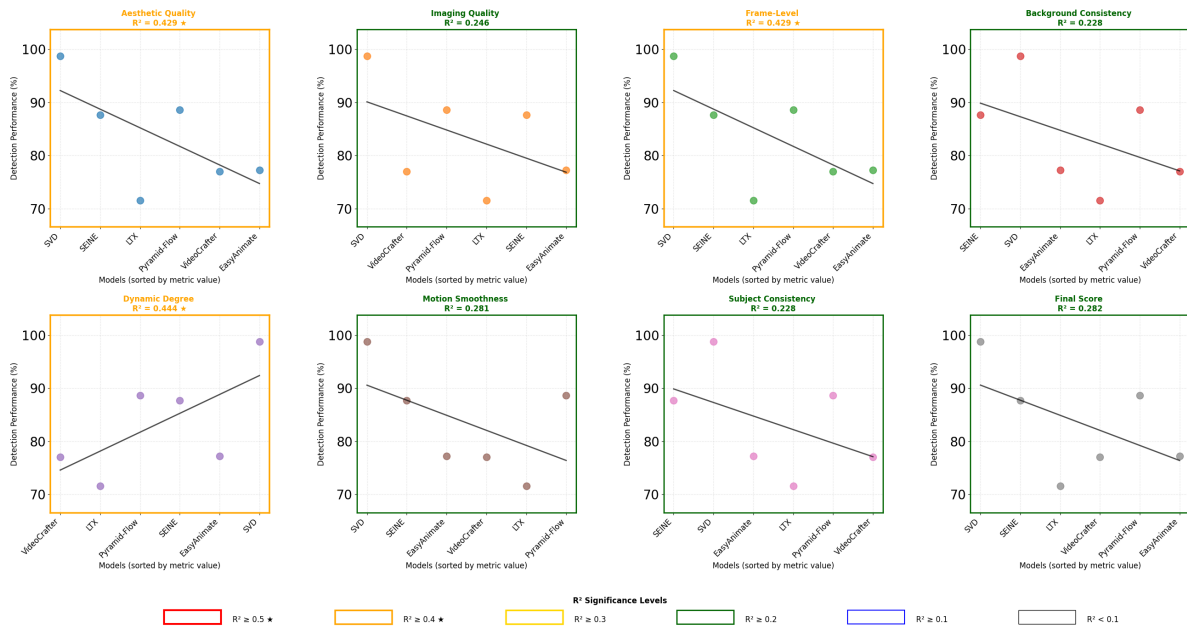 Aesthetic Quality
R² = 0.429 ★
Detection Performance (%)
100
90
80
70
SVD
SEINE
LTX
Pyramid-Flow
VideoCrafter
EasyAnimate
Models (sorted by metric value)
Imaging Quality
R² = 0.246
Detection Performance (%)
100
90
80
70
SVD
VideoCrafter
Pyramid-Flow
LTX
SEINE
EasyAnimate
Models (sorted by metric value)
Frame-Level
R² = 0.429 ★
Detection Performance (%)
100
90
80
70
SVD
SEINE
LTX
Pyramid-Flow
VideoCrafter
EasyAnimate
Models (sorted by metric value)
Background Consistency
R² = 0.228
Detection Performance (%)
100
90
80
70
SEINE
SVD
EasyAnimate
LTX
Pyramid-Flow
VideoCrafter
Models (sorted by metric value)
Dynamic Degree
R² = 0.444 ★
Detection Performance (%)
100
90
80
70
VideoCrafter
LTX
Pyramid-Flow
SEINE
EasyAnimate
SVD
Models (sorted by metric value)
Motion Smoothness
R² = 0.281
Detection Performance (%)
100
90
80
70
SVD
SEINE
EasyAnimate
VideoCrafter
LTX
Pyramid-Flow
Models (sorted by metric value)
Subject Consistency
R² = 0.228
Detection Performance (%)
100
90
80
70
SEINE
SVD
EasyAnimate
LTX
Pyramid-Flow
VideoCrafter
Models (sorted by metric value)
Final Score
R² = 0.282
Detection Performance (%)
100
90
80
70
SVD
SEINE
LTX
VideoCrafter
Pyramid-Flow
EasyAnimate
Models (sorted by metric value)
R² Significance Levels
R² ≥ 0.5 ★
R² ≥ 0.4 ★
R² ≥ 0.3
R² ≥ 0.2
R² ≥ 0.1
R² < 0.1